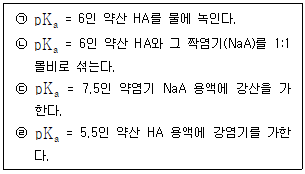 ㉠ pKₐ = 6인 약산 HA를 물에 녹인다.
㉡ pKₐ = 6인 약산 HA와 그 짝염기(NaA)를 1:1
몰비로 섞는다.
㉢ pKₐ = 7.5인 약염기 NaA 용액에 강산을 가
한다.
㉣ pKₐ = 5.5인 약산 HA 용액에 강염기를 가한
다.